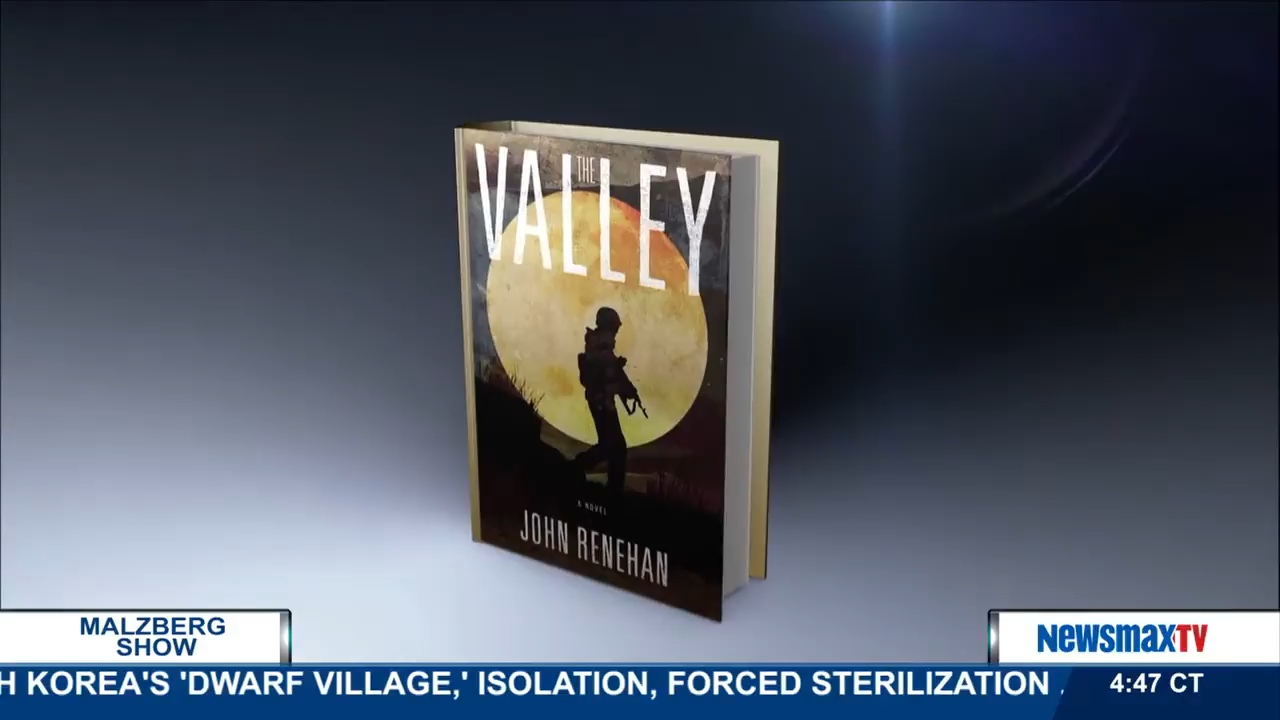 THE
VALLEY
A NOVEL
JOHN RENEHAN
MALZBERG
SHOW
NEWSMAXTV
H KOREA'S 'DWARF VILLAGE,' ISOLATION, FORCED STERILIZATION .
4:47 CT